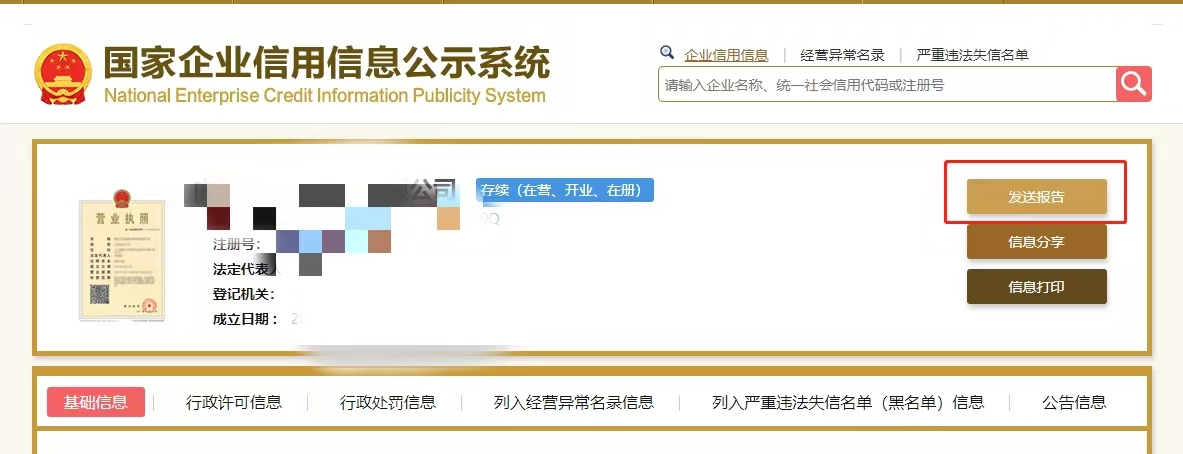 国家企业信用信息公示系统
National Enterprise Credit Information Publicity System
企业信用信息 | 经营异常名录 | 严重违法失信名单
请输入企业名称、统一社会信用代码或注册号
公司 存续（在营、开业、在册）
营业执照
注册号：
法定代表人
登记机关：
成立日期： 2
发送报告
信息分享
信息打印
基础信息 | 行政许可信息 | 行政处罚信息 | 列入经营异常名录信息 | 列入严重违法失信名单（黑名单）信息 | 公告信息